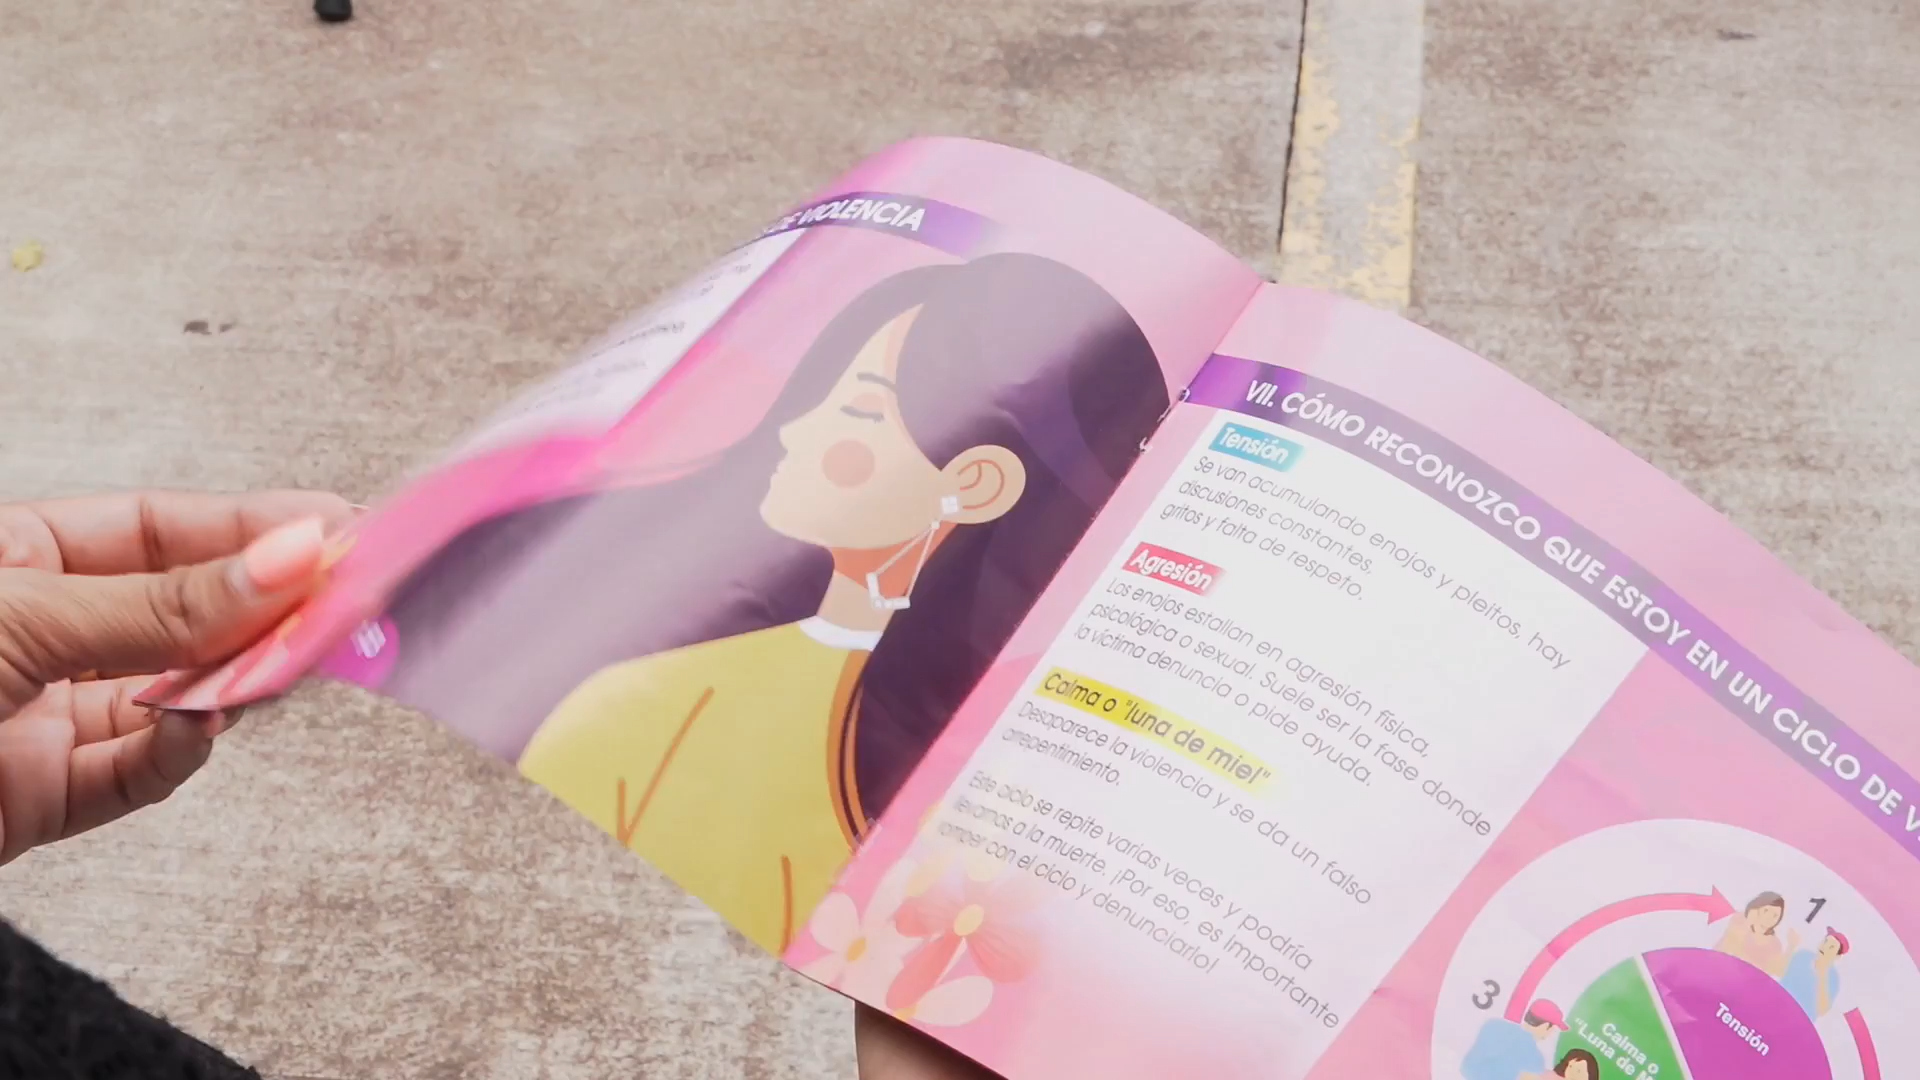 DE VIOLENCIA
VII. CÓMO RECONOZCO QUE ESTOY EN UN CICLO DE V
Tensión
Se van acumulando enojos y pleitos, hay
discusiones constantes,
gritos y falta de respeto.
Agresión
Los enojos estallan en agresión física,
psicológica o sexual. Suele ser la fase donde
la víctima denuncia o pide ayuda.
Calma o "luna de miel"
Desaparece la violencia y se da un falso
arrepentimiento.
Este ciclo se repite varias veces y podría
llevarnos a la muerte. ¡Por eso, es importante
romper con el ciclo y denunciarlo!
1
3
Tensión
Calma o
"Luna de M